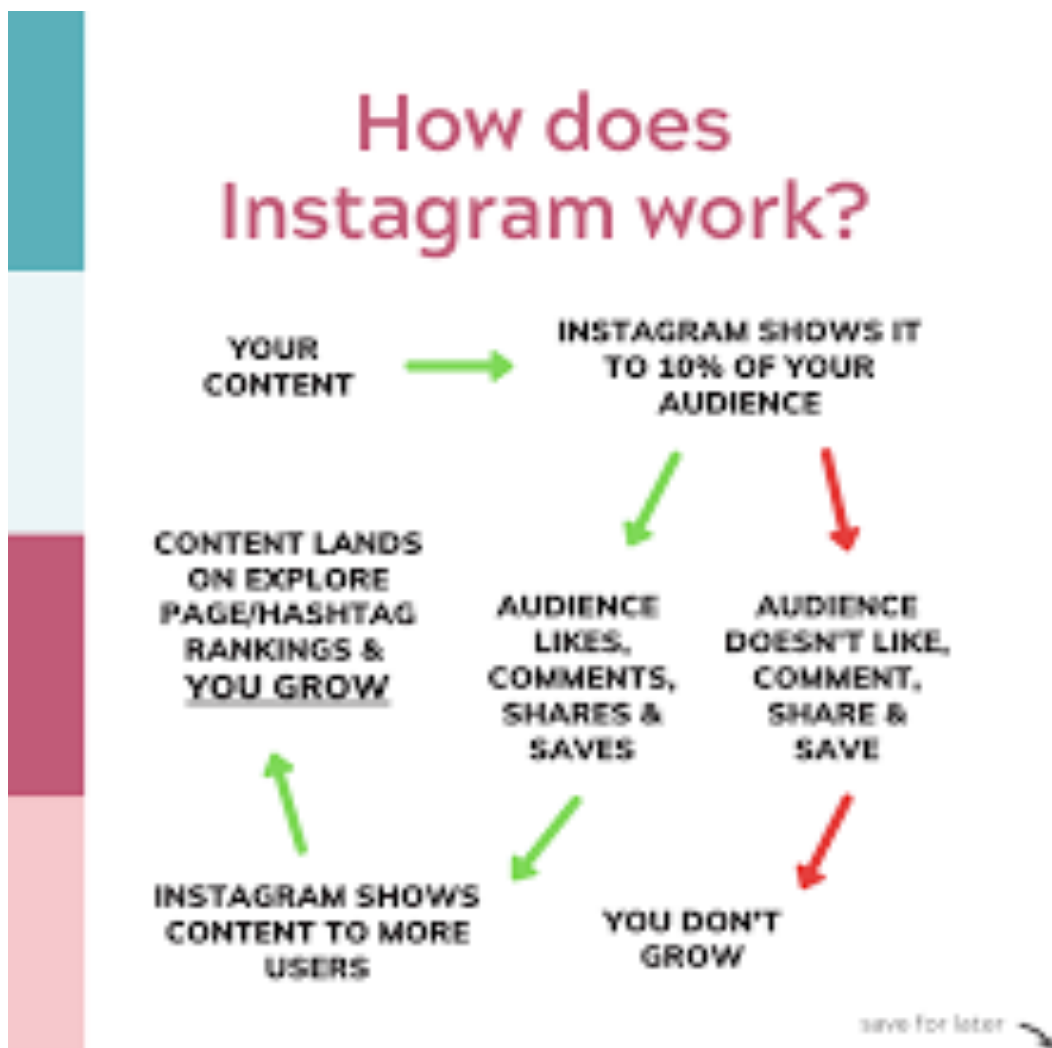 How does
Instagram work?
YOUR
CONTENT
INSTAGRAM SHOWS IT
TO 10% OF YOUR
AUDIENCE
AUDIENCE
LIKES,
COMMENTS,
SHARES &
SAVES
AUDIENCE
DOESN'T LIKE,
COMMENT,
SHARE &
SAVE
INSTAGRAM SHOWS
CONTENT TO MORE
USERS
CONTENT LANDS
ON EXPLORE
PAGE/HASHTAG
RANKINGS &
YOU GROW
YOU DON'T
GROW
save for later